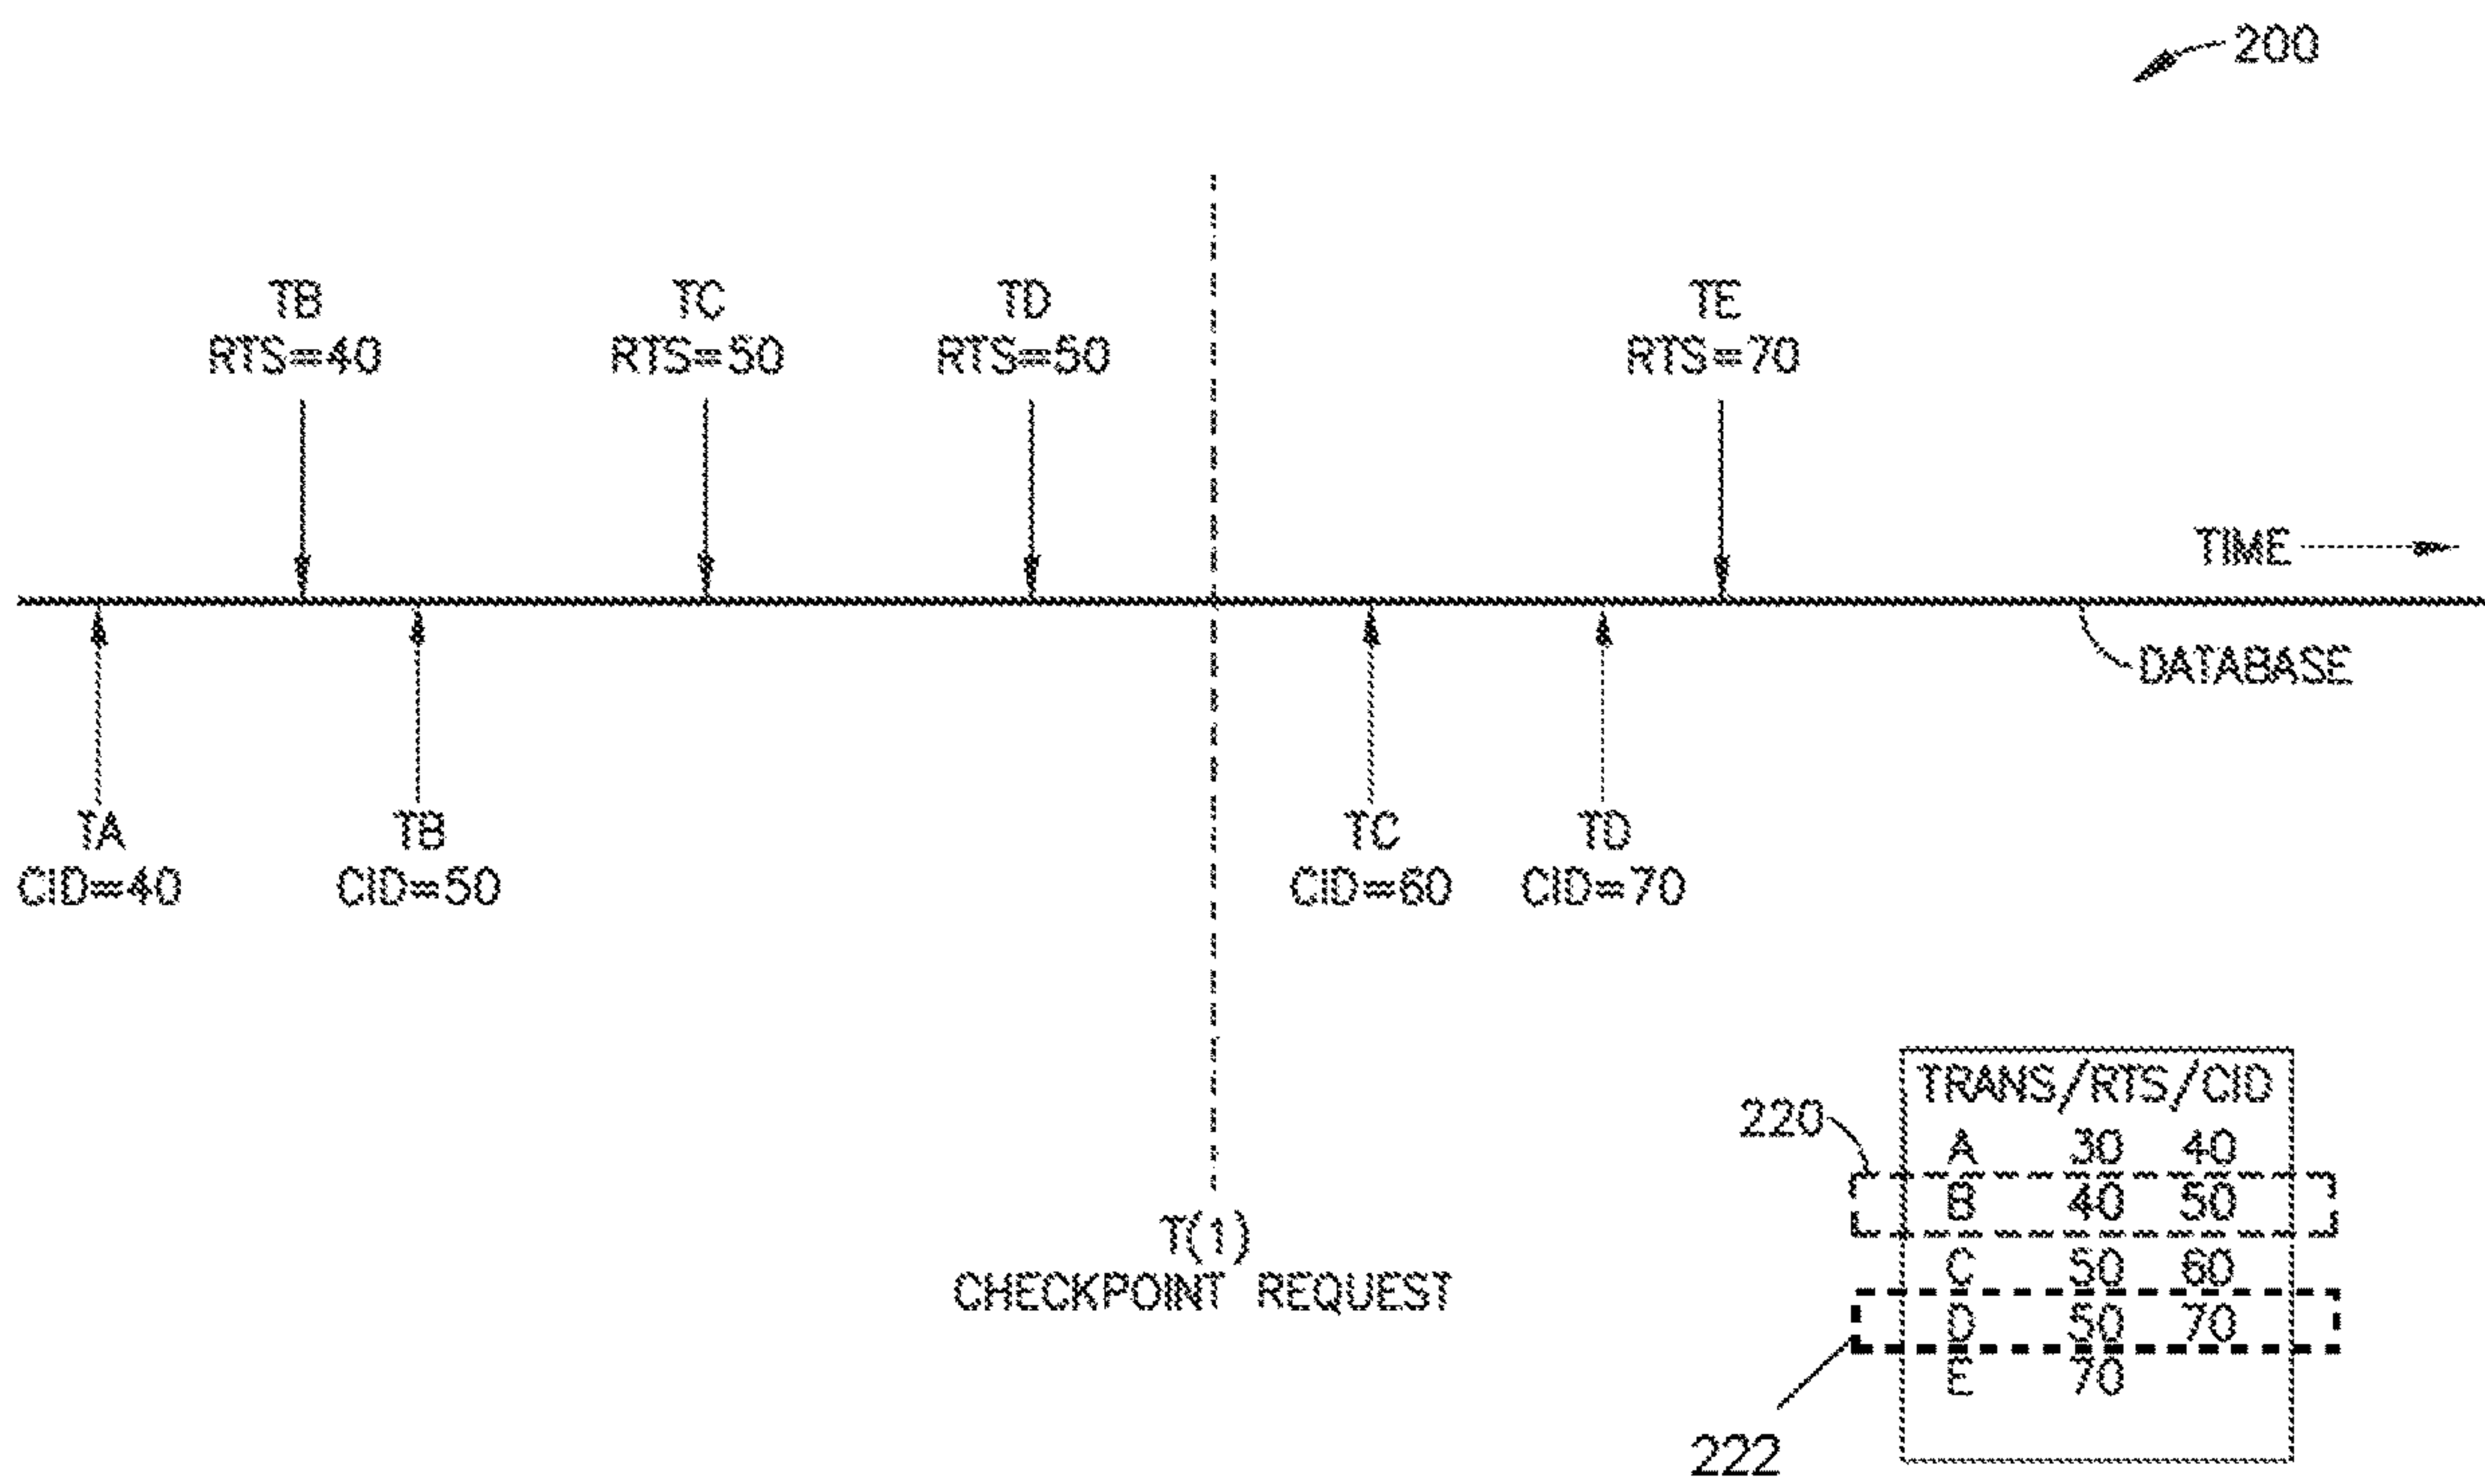 200
TB
RTS=40
TC
RTS=50
TD
RTS=50
TE
RTS=70
TIME
DATABASE
TA
CID=40
TB
CID=50
TC
CID=60
TD
CID=70
T(1)
CHECKPOINT REQUEST
TRANS/RTS/CID
220
A 30 40
B 40 50
C 50 60
D 50 70
E 70
222